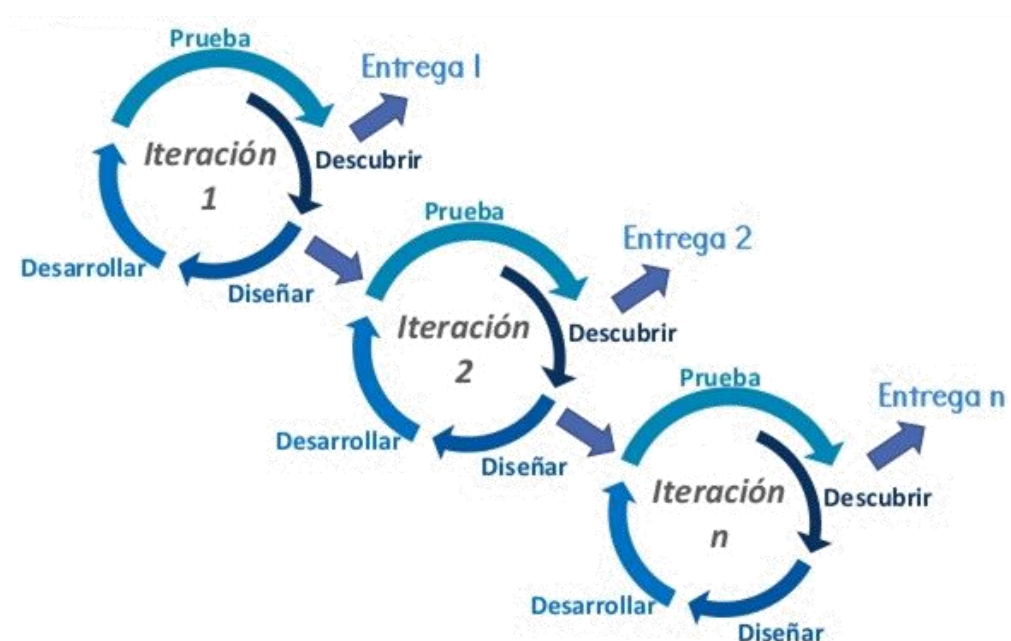 Prueba
Entrega 1
Descubrir
Iteración
1
Desarrollar
Diseñar
Prueba
Entrega 2
Descubrir
Iteración
2
Desarrollar
Diseñar
Prueba
Entrega n
Descubrir
Iteración
n
Desarrollar
Diseñar